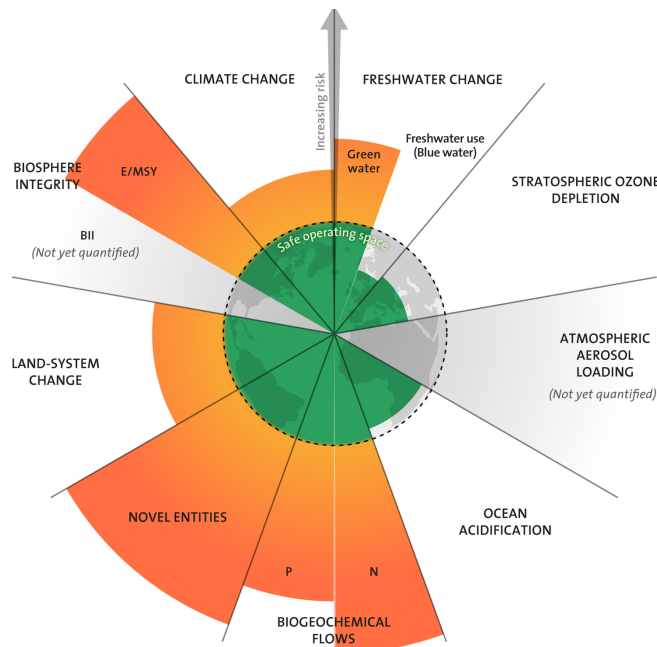 CLIMATE CHANGE
FRESHWATER CHANGE
Increasing risk
Green
water
Freshwater use
(Blue water)
BIOSPHERE
INTEGRITY
E/MSY
STRATOSPHERIC OZONE
DEPLETION
BII
(Not yet quantified)
Safe operating space
LAND-SYSTEM
CHANGE
ATMOSPHERIC
AEROSOL
LOADING
(Not yet quantified)
NOVEL ENTITIES
OCEAN
ACIDIFICATION
P
N
BIOGEOCHEMICAL
FLOWS